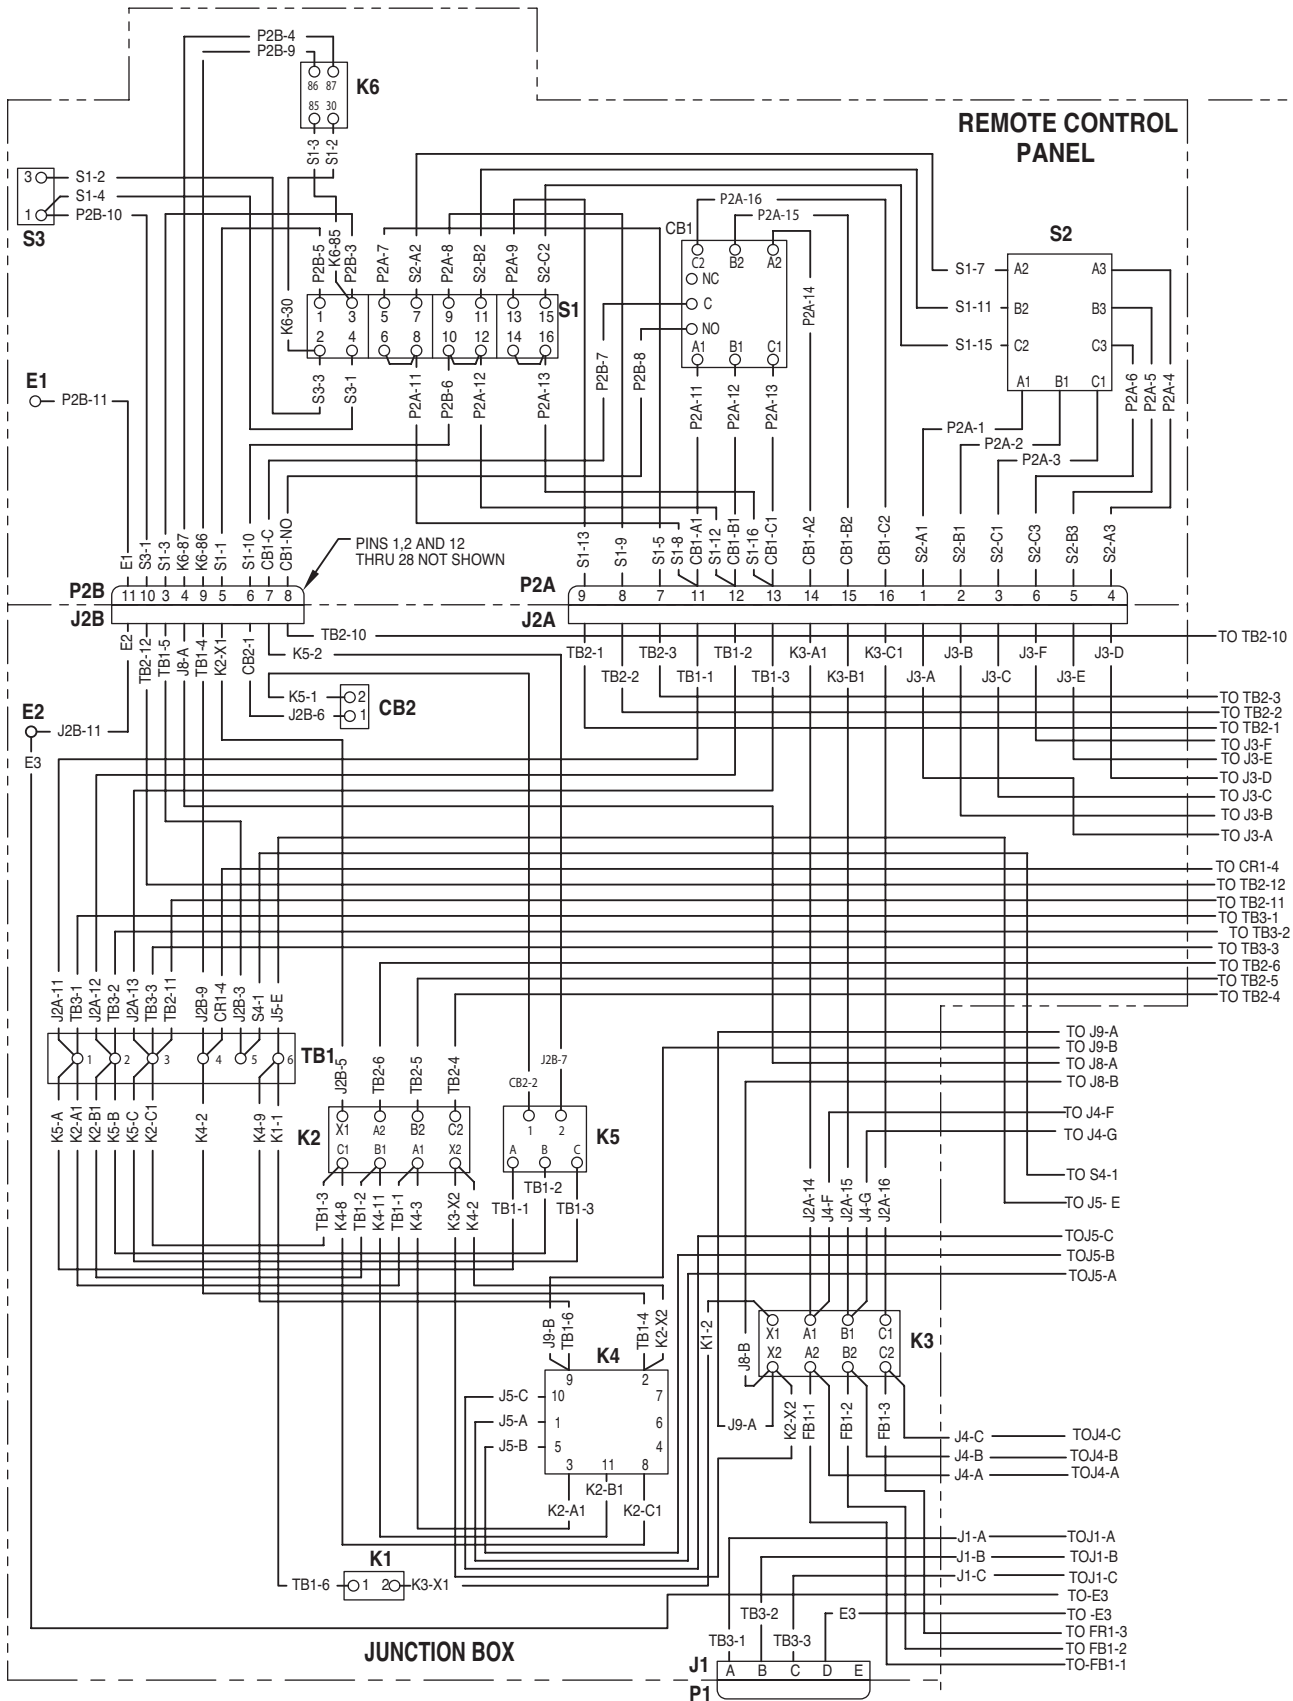 P2B-4
P2B-9
86 87
K6
85 30
REMOTE CONTROL
PANEL
S1-3
S1-2
3
S1-2
S1-4
1
P2B-10
S3
P2A-16
P2A-15
CB1
C2 B2 A2
S2
P2B-5
K6-85
P2B-3
P2A-7
S2-A2
P2A-8
S2-B2
P2A-9
S2-C2
S1-7
A2
A3
NC
P2A-14
K6-30
C
S1-11
B2
B3
1 3 5 7 9 11 13 15
S1
NO
2 4 6 8 10 12 14 16
S1-15
C2
C3
A1 B1 C1
P2B-7
P2B-8
A1 B1 C1
P2A-6
P2A-5
P2A-4
E1
P2B-11
S3-3
S3-1
P2A-11
P2B-6
P2A-12
P2A-13
P2A-11
P2A-12
P2A-13
P2A-1
P2A-2
P2A-3
E1
S3-1
S1-3
K6-87
K6-86
S1-1
S1-10
CB1-C
CB1-NO
PINS 1,2 AND 12
THRU 28 NOT SHOWN
S1-13
S1-9
S1-5
S1-8
CB1-A1
S1-12
CB1-B1
S1-16
CB1-C1
CB1-A2
CB1-B2
CB1-C2
S2-A1
S2-B1
S2-C1
S2-C3
S2-B3
S2-A3
P2B
11 10 3 4 9 5 6 7 8
P2A
9 8 7 11 12 13 14 15 16 1 2 3 6 5 4
J2B
J2A
E2
TB2-12
TB1-5
J8-A
TB1-4
K2-X1
CB2-1
TB2-10
K5-2
TO TB2-10
TB2-1
TB2-3
TB1-2
K3-A1
K3-C1
J3-B
J3-F
J3-D
TB2-2
TB1-1
TB1-3
K3-B1
J3-A
J3-C
J3-E
K5-1
2
J2B-6
1
CB2
TO TB2-3
TO TB2-2
TO TB2-1
E2
J2B-11
E3
TO J3-F
TO J3-E
TO J3-D
TO J3-C
TO J3-B
TO J3-A
TO CR1-4
TO TB2-12
TO TB2-11
TO TB3-1
TO TB3-2
TO TB3-3
TO TB2-6
TO TB2-5
TO TB2-4
J2A-11
TB3-1
J2A-12
TB3-2
J2A-13
TB3-3
TB2-11
J2B-9
CR1-4
J2B-3
S4-1
J5-E
1 2 3 4 5 6
TB1
TO J9-A
TO J9-B
TO J8-A
TO J8-B
J2B-5
TB2-6
TB2-5
TB2-4
CB2-2
J2B-7
K5-A
K2-A1
K2-B1
K5-B
K5-C
K2-C1
K4-2
K4-9
K1-1
K2
X1 A2 B2 C2
C1 B1 A1 X2
1 2
K5
A B C
TO J4-F
TO J4-G
TO S4-1
TO J5- E
TB1-3
K4-8
TB1-2
K4-11
TB1-1
K4-3
K3-X2
K4-2
TB1-1
TB1-2
TB1-3
J2A-14
J4-F
J2A-15
J4-G
J2A-16
TOJ5-C
TOJ5-B
TOJ5-A
J9-B
TB1-6
TB1-4
K2-X2
K1-2
J8-B
X1 A1 B1 C1
X2 A2 B2 C2
K3
K4
9 2
J5-C
10
7
J5-A
1
6
J5-B
5
4
3 11 8
J9-A
K2-X2
FB1-1
FB1-2
FB1-3
J4-C
TOJ4-C
J4-B
TOJ4-B
J4-A
TOJ4-A
K2-A1
K2-B1
K2-C1
J1-A
TOJ1-A
J1-B
TOJ1-B
J1-C
TOJ1-C
K1
TB1-6
1 2
K3-X1
TO-E3
TB3-1
TB3-2
TB3-3
E3
TO -E3
TO FR1-3
TO FB1-2
TO-FB1-1
JUNCTION BOX
J1
A B C D E
P1